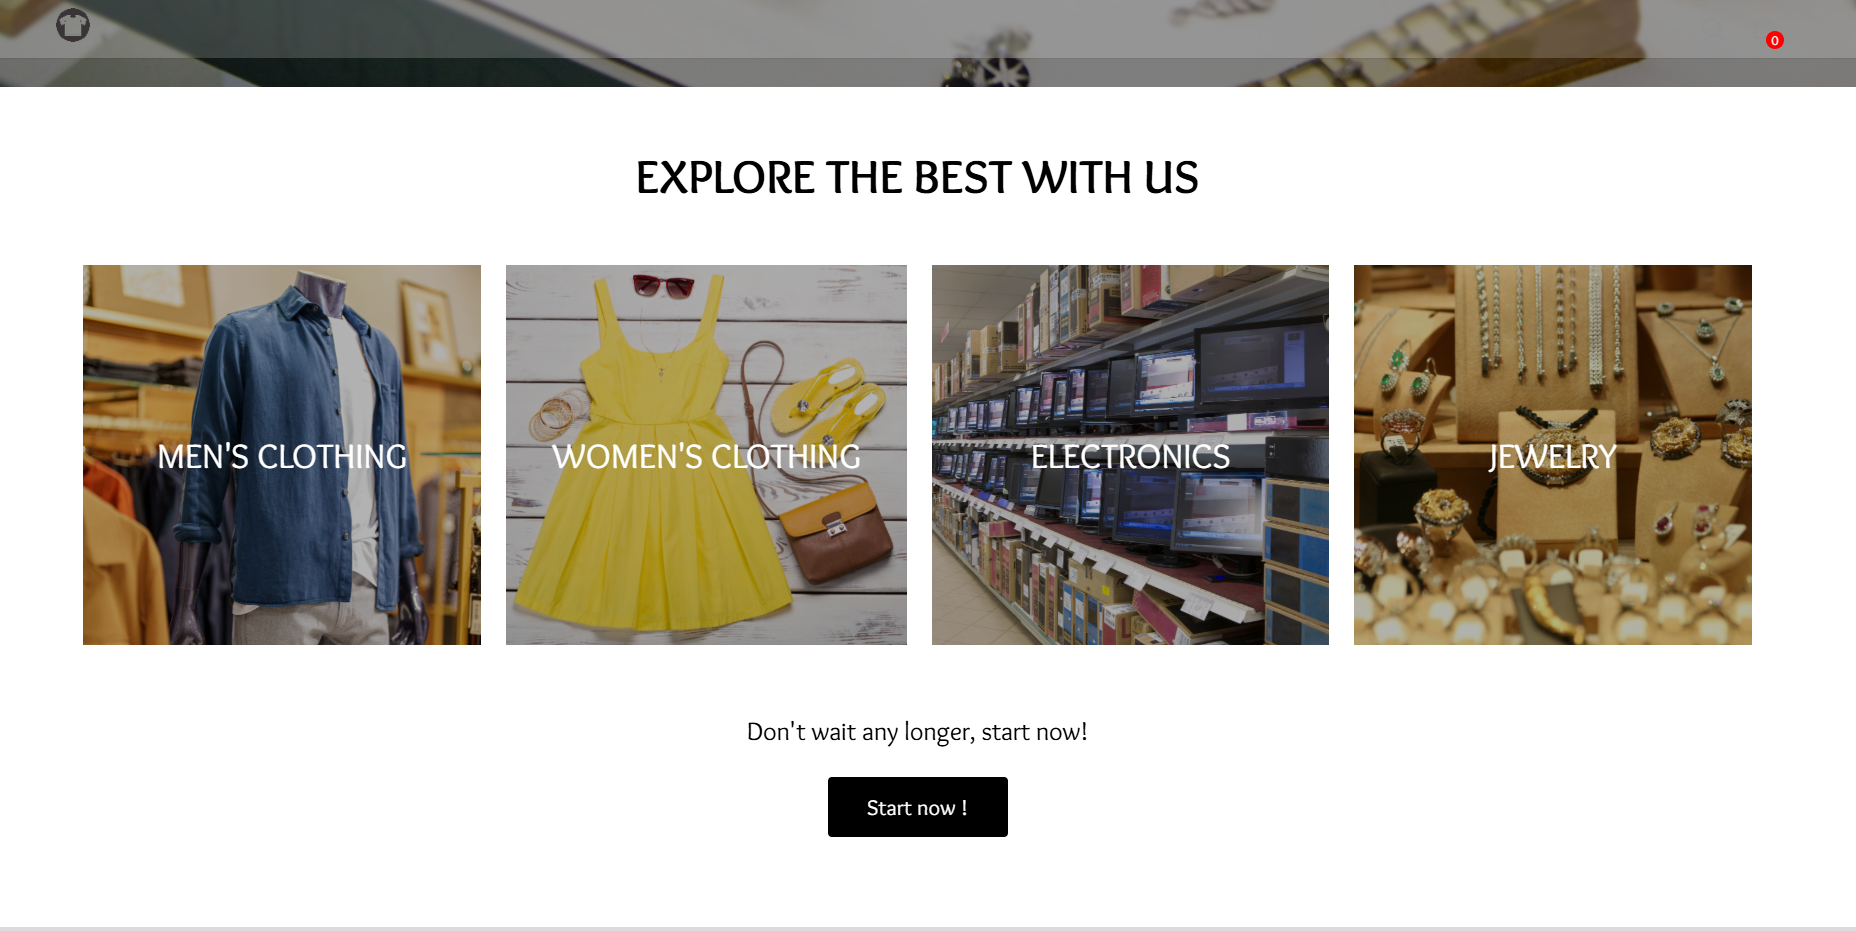 0
EXPLORE THE BEST WITH US
MEN'S CLOTHING
WOMEN'S CLOTHING
ELECTRONICS
JEWELRY
Don't wait any longer, start now!
Start now !